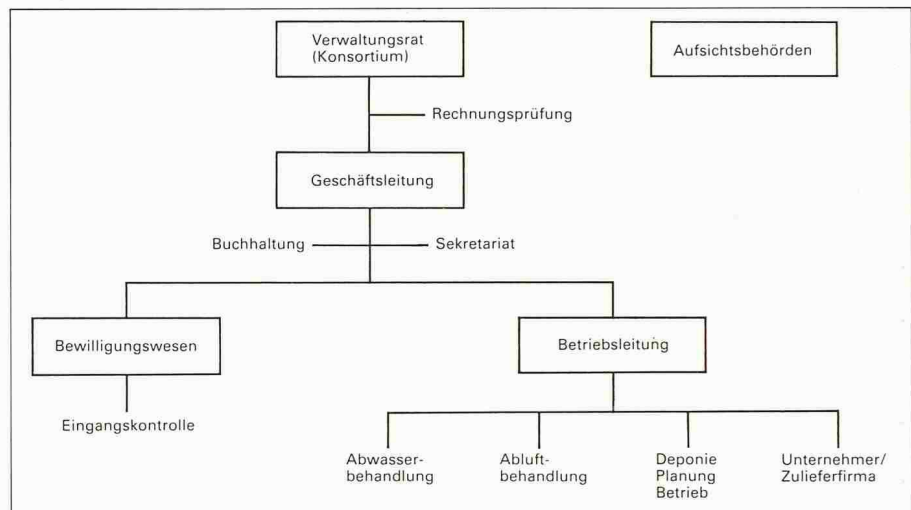 Verwaltungsrat
(Konsortium)
Aufsichtsbehörden
Rechnungsprüfung
Geschäftsleitung
Buchhaltung
Sekretariat
Bewilligungswesen
Betriebsleitung
Eingangskontrolle
Abwasser-
behandlung
Abluft-
behandlung
Deponie
Planung
Betrieb
Unternehmer/
Zulieferfirma